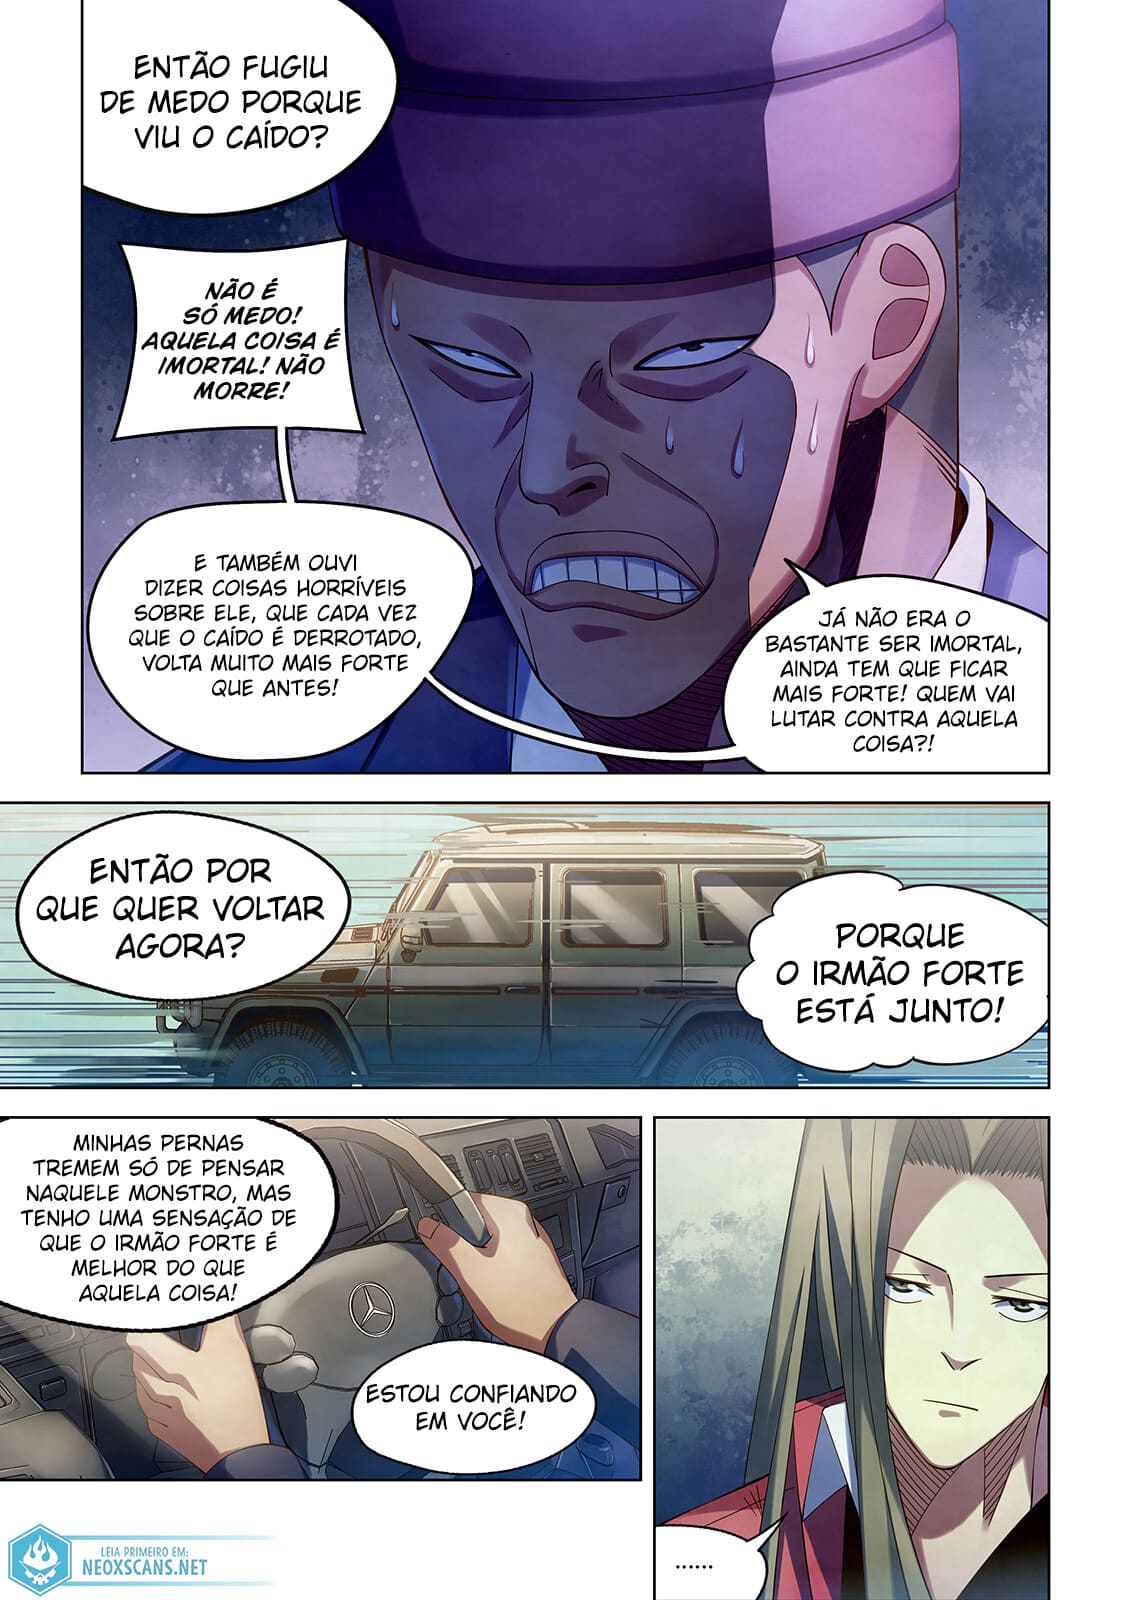 ENTÃO FUGIU
DE MEDO PORQUE
VIU O CAÍDO?
NÃO É
SÓ MEDO!
AQUELA COISA É
IMORTAL! NÃO
MORRE!
E TAMBÉM OUVI
DIZER COISAS HORRÍVEIS
SOBRE ELE, QUE CADA VEZ
QUE O CAÍDO É DERROTADO,
VOLTA MUITO MAIS FORTE
QUE ANTES!
JÁ NÃO ERA O
BASTANTE SER IMORTAL,
AINDA TEM QUE FICAR
MAIS FORTE! QUEM VAI
LUTAR CONTRA AQUELA
COISA?!
ENTÃO POR
QUE QUER VOLTAR
AGORA?
PORQUE
O IRMÃO FORTE
ESTÁ JUNTO!
MINHAS PERNAS
TREMEM SÓ DE PENSAR
NAQUELE MONSTRO, MAS
TENHO UMA SENSAÇÃO DE
QUE O IRMÃO FORTE É
MELHOR DO QUE
AQUELA COISA!
ESTOU CONFIANDO
EM VOCÊ!
......
LEIA PRIMEIRO EM:
NEOXSCANS.NET